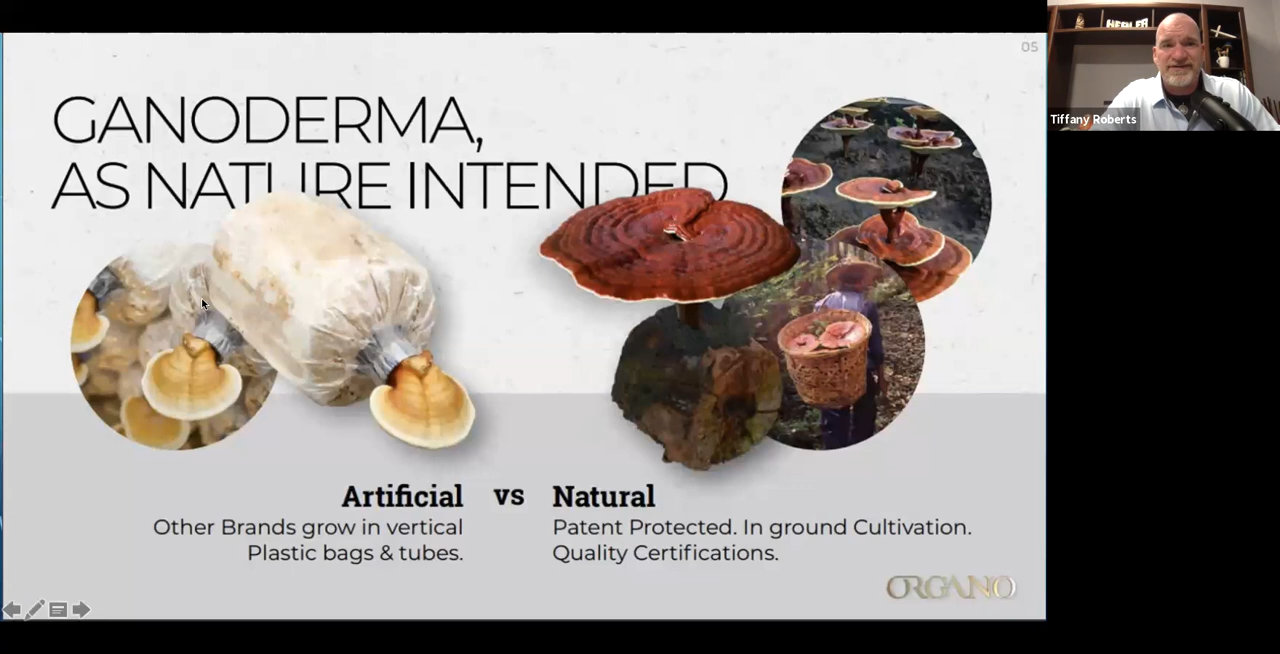 05
GANODERMA,
AS NATURE INTENDED
Artificial vs Natural
Other Brands grow in vertical
Plastic bags & tubes.
Patent Protected. In ground Cultivation.
Quality Certifications.
ORGANO
HEALER
Tiffany Roberts